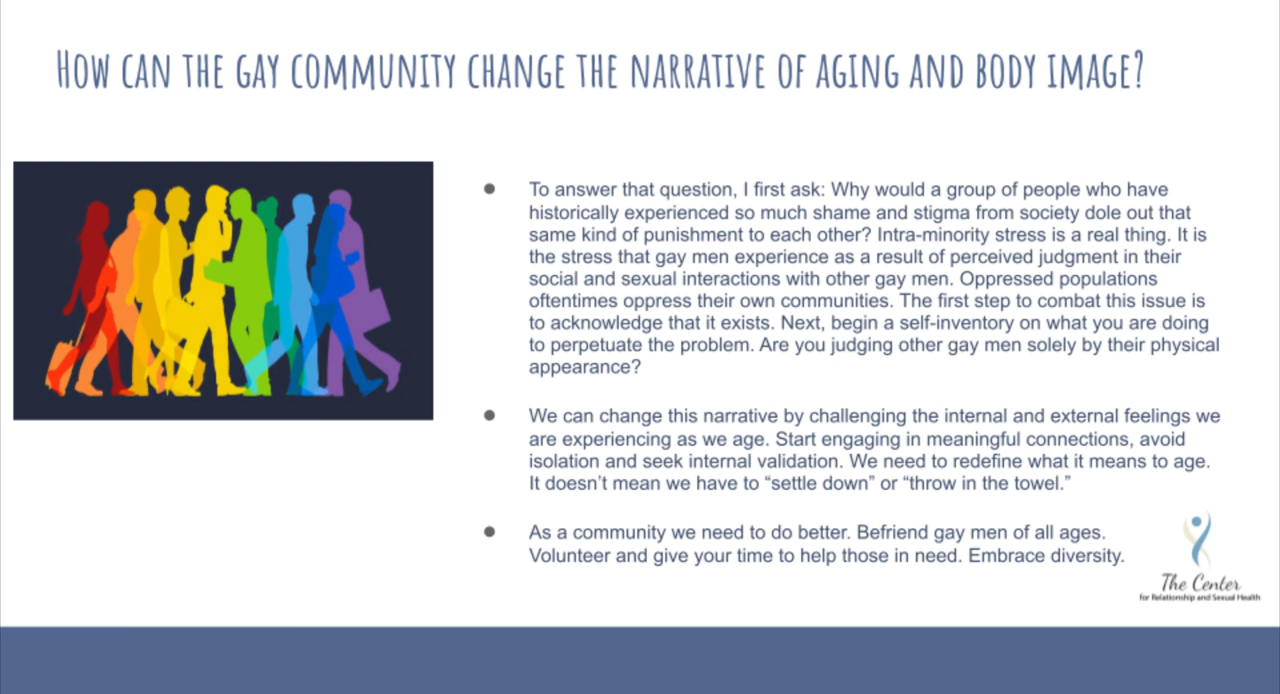 How can the gay community change the narrative of aging and body image?
To answer that question, I first ask: Why would a group of people who have
historically experienced so much shame and stigma from society dole out that
same kind of punishment to each other? Intra-minority stress is a real thing. It is
the stress that gay men experience as a result of perceived judgment in their
social and sexual interactions with other gay men. Oppressed populations
oftentimes oppress their own communities. The first step to combat this issue is
to acknowledge that it exists. Next, begin a self-inventory on what you are doing
to perpetuate the problem. Are you judging other gay men solely by their physical
appearance?
We can change this narrative by challenging the internal and external feelings we
are experiencing as we age. Start engaging in meaningful connections, avoid
isolation and seek internal validation. We need to redefine what it means to age.
It doesn’t mean we have to “settle down” or “throw in the towel.”
As a community we need to do better. Befriend gay men of all ages.
Volunteer and give your time to help those in need. Embrace diversity.
The Center
for Relationship and Sexual Health